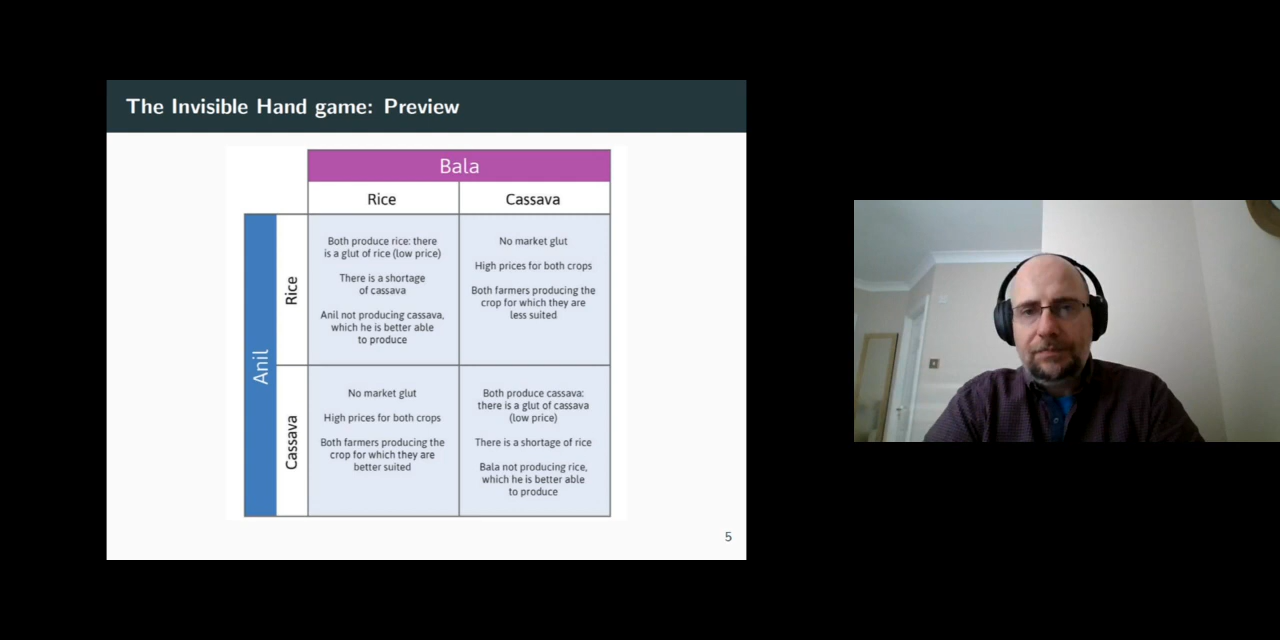 The Invisible Hand game: Preview
Bala
Rice
Cassava
Anil
Rice
Both produce rice: there
is a glut of rice (low price)
There is a shortage
of cassava
Anil not producing cassava,
which he is better able
to produce
No market glut
High prices for both crops
Both farmers producing the
crop for which they are
less suited
Cassava
No market glut
High prices for both crops
Both farmers producing the
crop for which they are
better suited
Both produce cassava:
there is a glut of cassava
(low price)
There is a shortage of rice
Bala not producing rice,
which he is better able
to produce
5